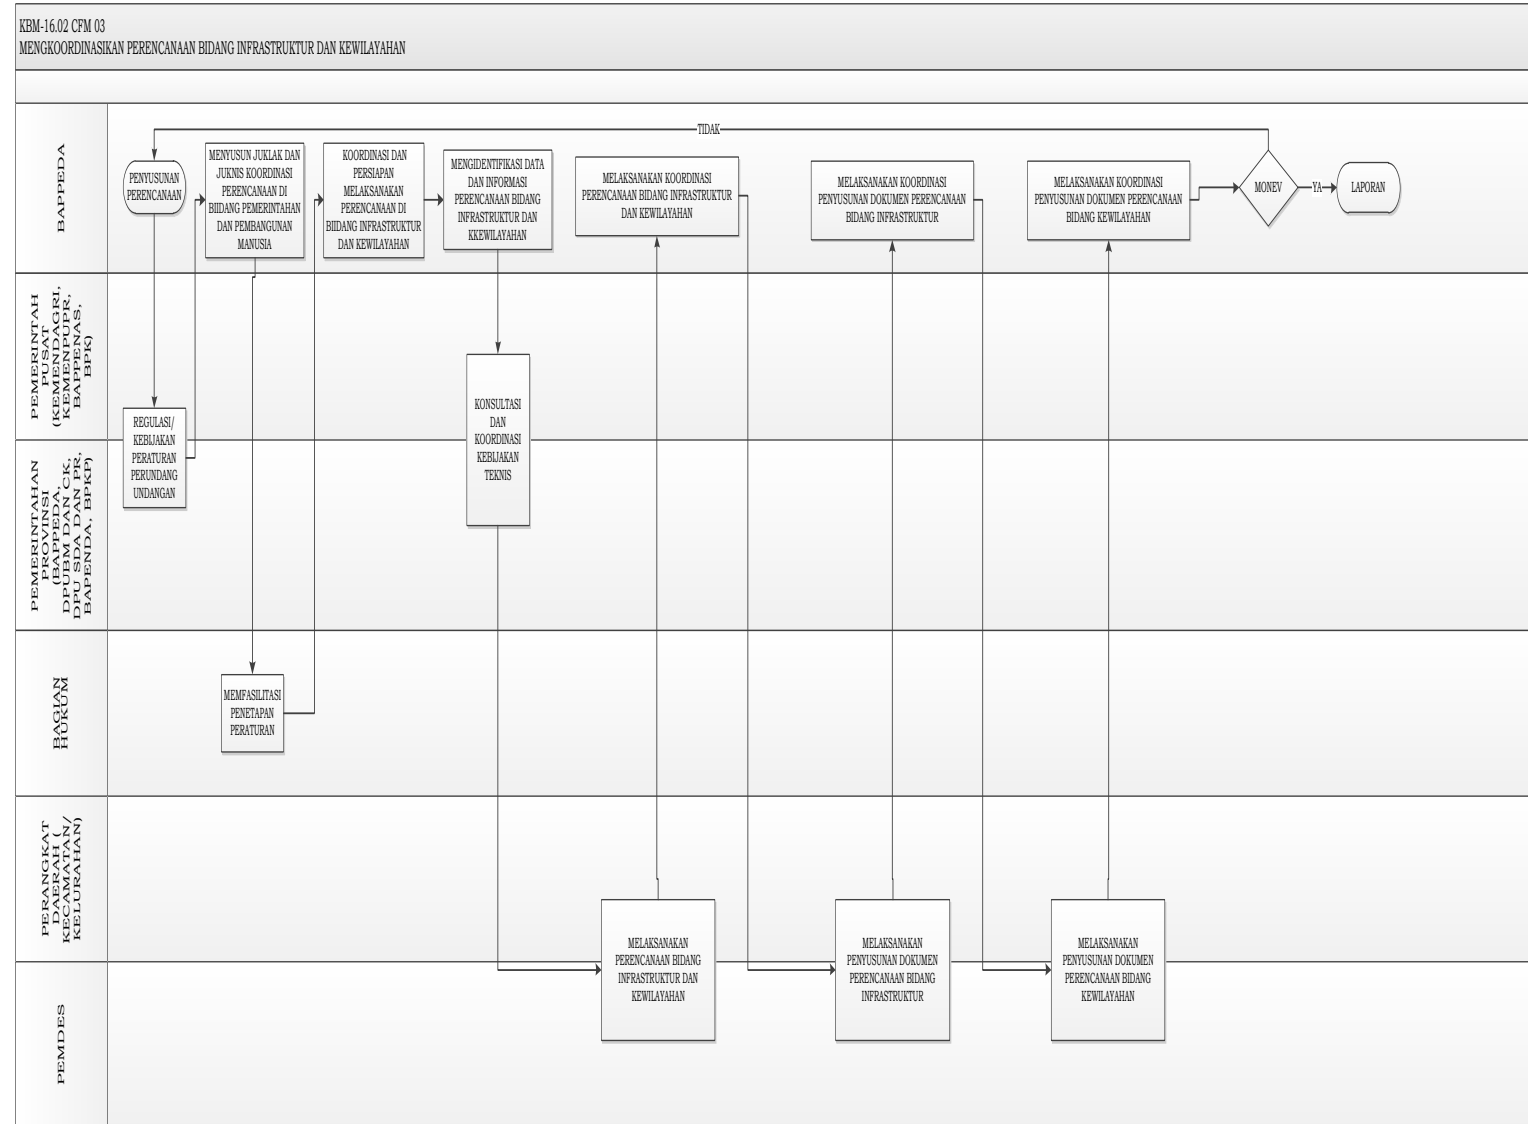 KBM-16.02 CFM 03
MENGKOORDINASIKAN PERENCANAAN BIDANG INFRASTRUKTUR DAN KEWILAYAHAN
BAPPEDA
TIDAK
PENYUSUNAN
PERENCANAAN
MENYUSUN JUKLAK DAN
JUKNIS KOORDINASI
PERENCANAAN DI
BIIDANG PEMERINTAHAN
DAN PEMBANGUNAN
MANUSIA
KOORDINASI DAN
PERSIAPAN
MELAKSANAKAN
PERENCANAAN DI
BIIDANG INFRASTRUKTUR
DAN KEWILAYAHAN
MENGIDENTIFIKASI DATA
DAN INFORMASI
PERENCANAAN BIDANG
INFRASTRUKTUR DAN
KKEWILAYAHAN
MELAKSANAKAN KOORDINASI
PERENCANAAN BIDANG INFRASTRUKTUR
DAN KEWILAYAHAN
MELAKSANAKAN KOORDINASI
PENYUSUNAN DOKUMEN PERENCANAAN
BIDANG INFRASTRUKTUR
MELAKSANAKAN KOORDINASI
PENYUSUNAN DOKUMEN PERENCANAAN
BIDANG KEWILAYAHAN
MONEV
YA
LAPORAN
PEMERINTAH
PUSAT
(KEMENDAGRI,
KEMENPUPR,
BAPPENAS,
BPK)
REGULASI/
KEBIJAKAN
PERATURAN
PERUNDANG
UNDANGAN
KONSULTASI
DAN
KOORDINASI
KEBIJAKAN
TEKNIS
PEMERINTAHAN
PROVINSI
(BAPPEDA,
DPUBM DAN CK,
DPU SDA DAN PR,
BAPENDA, BPKP)
BAGIAN
HUKUM
MEMFASILITASI
PENETAPAN
PERATURAN
PERANGKAT
DAERAH (
KECAMATAN/
KELURAHAN)
MELAKSANAKAN
PERENCANAAN BIDANG
INFRASTRUKTUR DAN
KEWILAYAHAN
MELAKSANAKAN
PENYUSUNAN DOKUMEN
PERENCANAAN BIDANG
INFRASTRUKTUR
MELAKSANAKAN
PENYUSUNAN DOKUMEN
PERENCANAAN BIDANG
KEWILAYAHAN
PEMDES